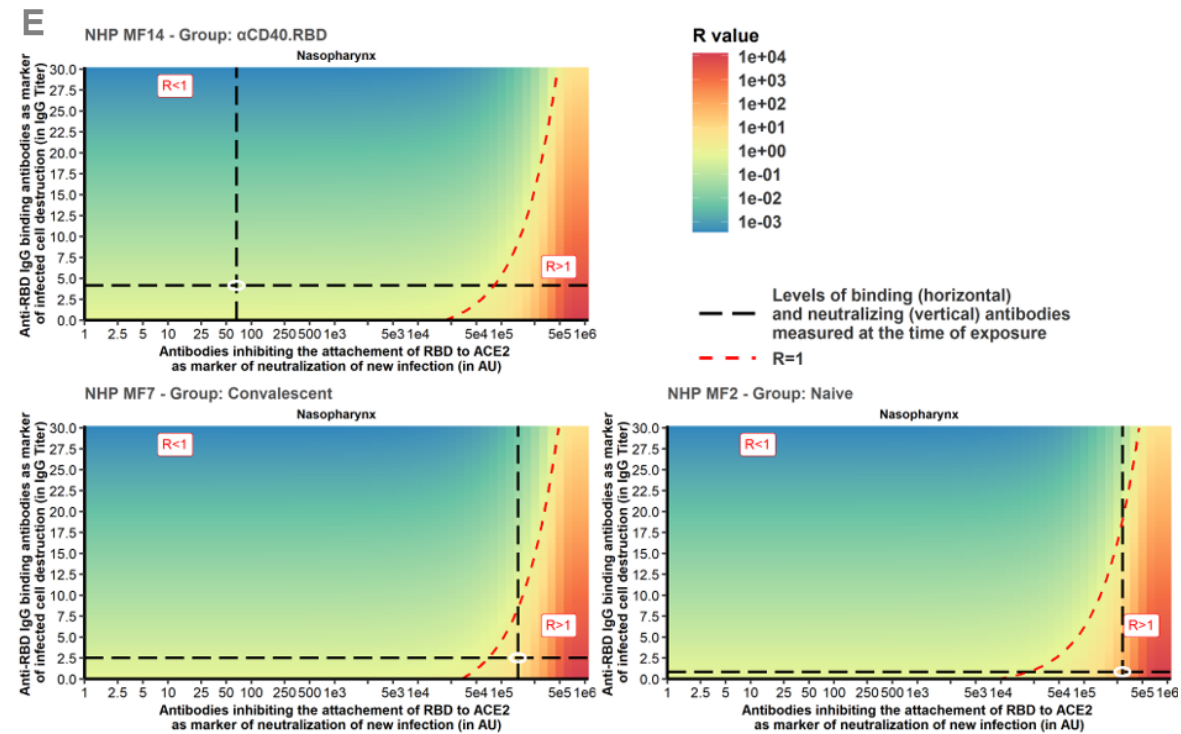 E
NHP MF14 - Group: αCD40.RBD
Nasopharynx
Anti-RBD IgG binding antibodies as marker
of infected cell destruction (in IgG Titer)
30.0
27.5
25.0
22.5
20.0
17.5
15.0
12.5
10.0
7.5
5.0
2.5
0.0
R<1
R>1
1 2.5 5 10 25 50 100 250 500 1e3 5e3 1e4 5e4 1e5 5e5 1e6
Antibodies inhibiting the attachement of RBD to ACE2
as marker of neutralization of new infection (in AU)
R value
1e+04
1e+03
1e+02
1e+01
1e+00
1e-01
1e-02
1e-03
Levels of binding (horizontal)
and neutralizing (vertical) antibodies
measured at the time of exposure
R=1
NHP MF7 - Group: Convalescent
Nasopharynx
Anti-RBD IgG binding antibodies as marker
of infected cell destruction (in IgG Titer)
30.0
27.5
25.0
22.5
20.0
17.5
15.0
12.5
10.0
7.5
5.0
2.5
0.0
R<1
R>1
1 2.5 5 10 25 50 100 250 500 1e3 5e3 1e4 5e4 1e5 5e5 1e6
Antibodies inhibiting the attachement of RBD to ACE2
as marker of neutralization of new infection (in AU)
NHP MF2 - Group: Naive
Nasopharynx
Anti-RBD IgG binding antibodies as marker
of infected cell destruction (in IgG Titer)
30.0
27.5
25.0
22.5
20.0
17.5
15.0
12.5
10.0
7.5
5.0
2.5
0.0
R<1
R>1
1 2.5 5 10 25 50 100 250 500 1e3 5e3 1e4 5e4 1e5 5e5 1e6
Antibodies inhibiting the attachement of RBD to ACE2
as marker of neutralization of new infection (in AU)